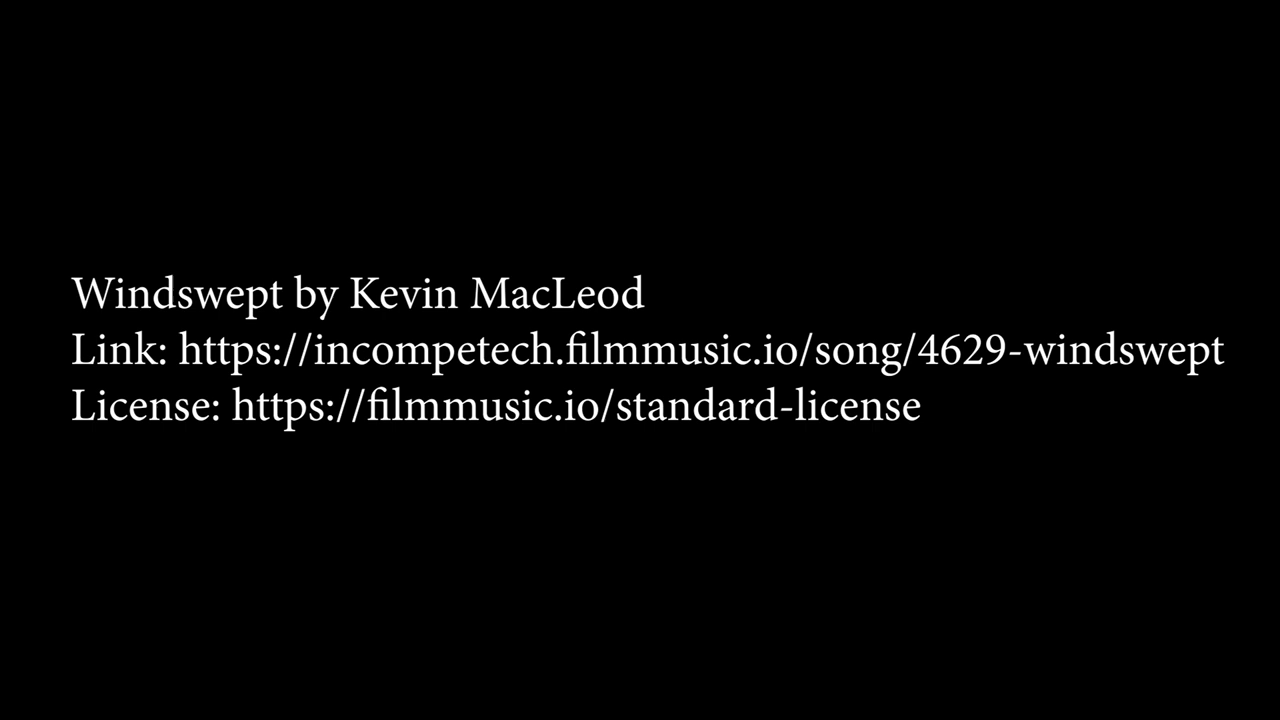 Windswept by Kevin MacLeod
Link: https://incompetech.filmmusic.io/song/4629-windswept
License: https://filmmusic.io/standard-license